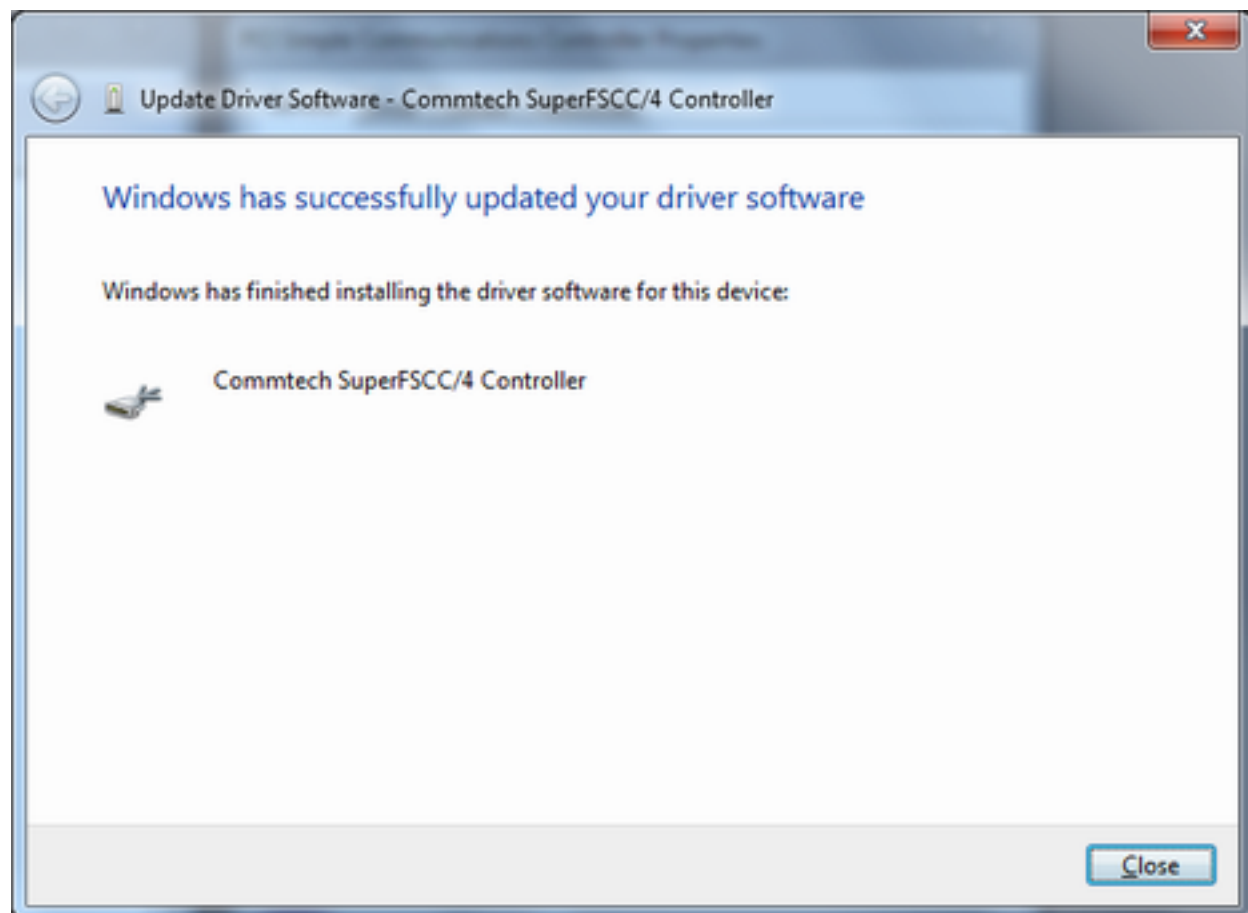 Update Driver Software - Commtech SuperFSCC/4 Controller
Windows has successfully updated your driver software
Windows has finished installing the driver software for this device:
Commtech SuperFSCC/4 Controller
Close